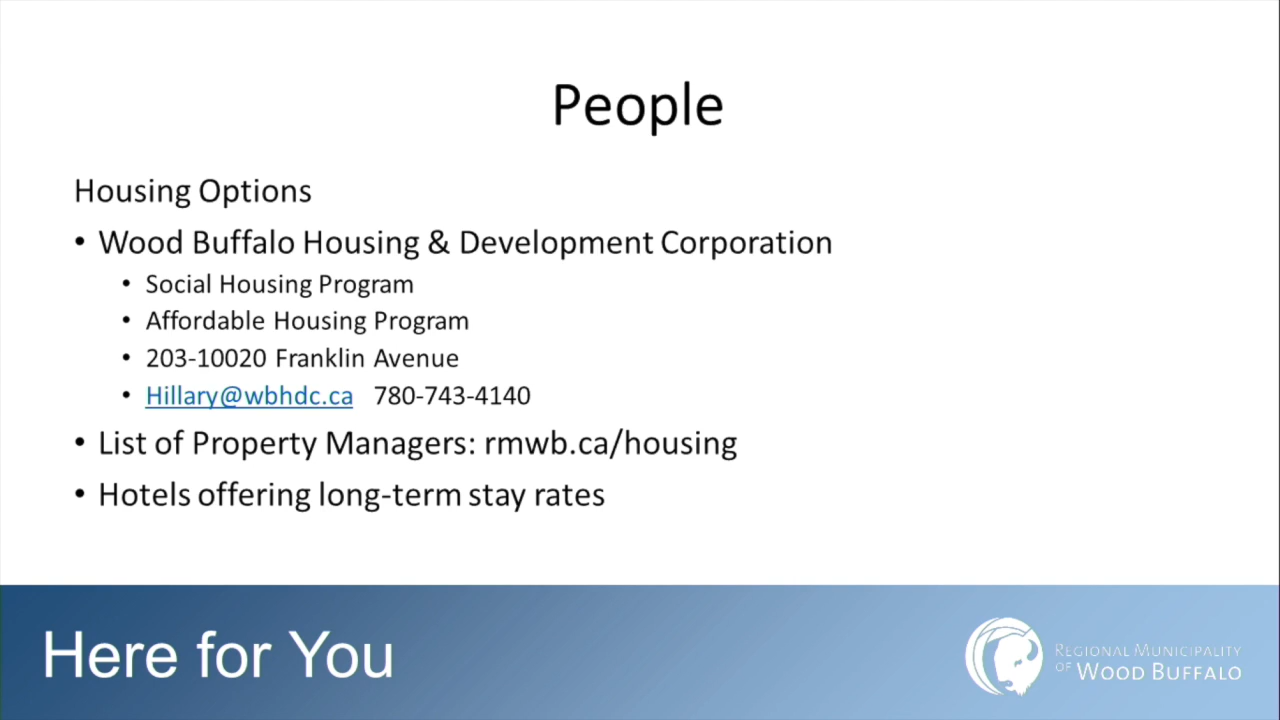 People
Housing Options
• Wood Buffalo Housing & Development Corporation
• Social Housing Program
• Affordable Housing Program
• 203-10020 Franklin Avenue
• Hillary@wbhdc.ca 780-743-4140
• List of Property Managers: rmwb.ca/housing
• Hotels offering long-term stay rates
Here for You
REGIONAL MUNICIPALITY
OF WOOD BUFFALO